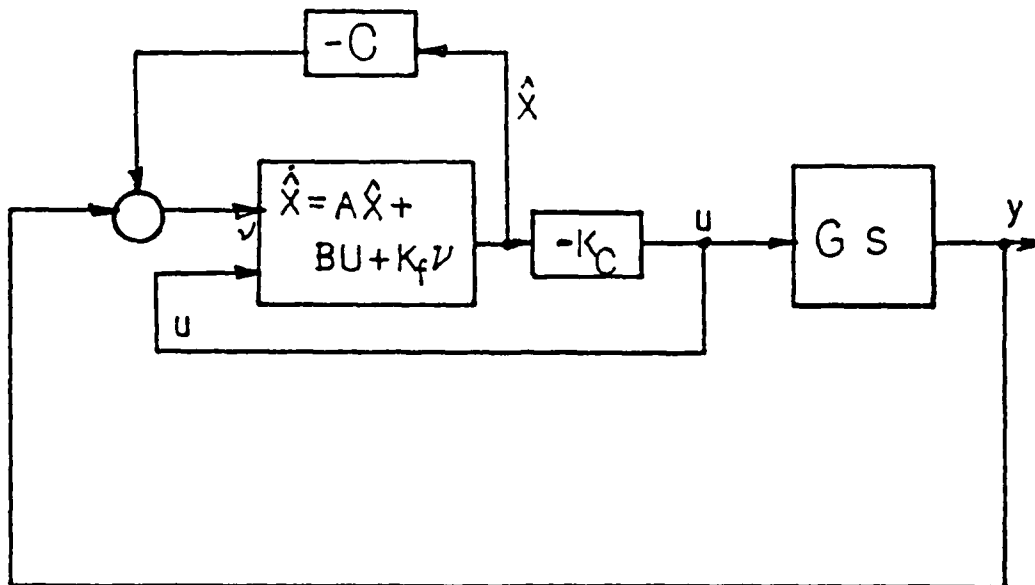 -C
X̂
ẋ̂ = AX̂ +
BU + K_f ν
ν
u
-K_C
u
G s
y